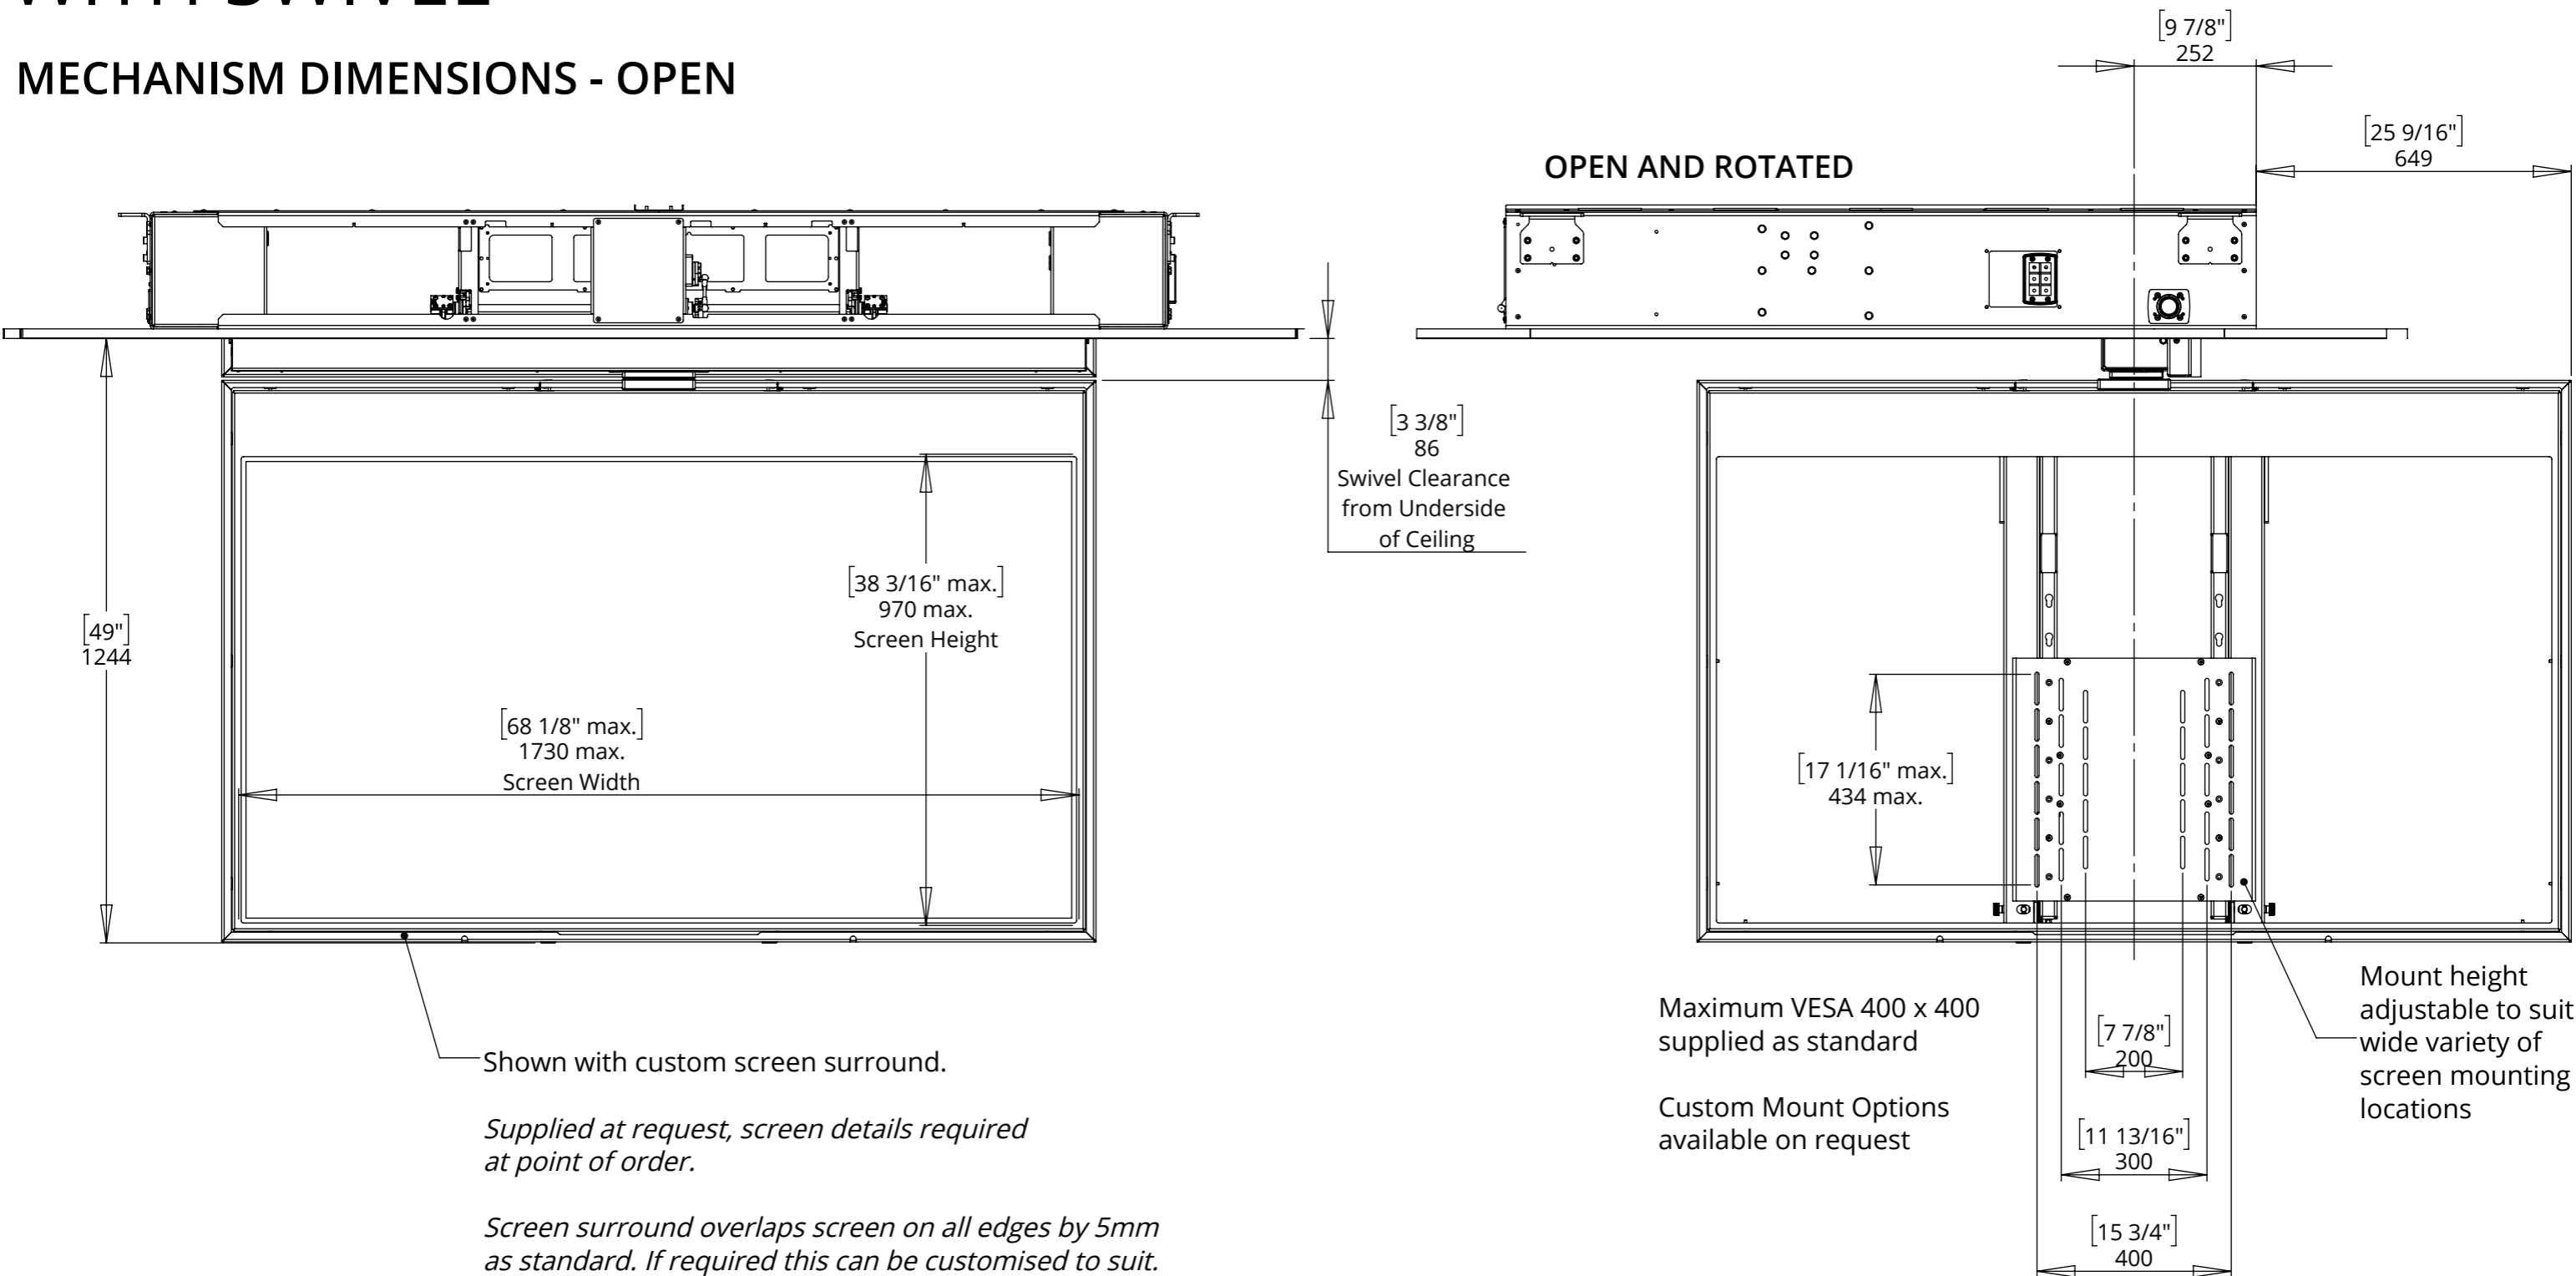 WITH SWIVEL
MECHANISM DIMENSIONS - OPEN
[9 7/8"]
252
[25 9/16"]
649
OPEN AND ROTATED
[3 3/8"]
86
Swivel Clearance
from Underside
of Ceiling
[38 3/16" max.]
970 max.
Screen Height
[49"]
1244
[68 1/8" max.]
1730 max.
Screen Width
[17 1/16" max.]
434 max.
Shown with custom screen surround.
Supplied at request, screen details required
at point of order.
Screen surround overlaps screen on all edges by 5mm
as standard. If required this can be customised to suit.
Maximum VESA 400 x 400
supplied as standard
Custom Mount Options
available on request
[7 7/8"]
200
[11 13/16"]
300
[15 3/4"]
400
Mount height
adjustable to suit
wide variety of
screen mounting
locations